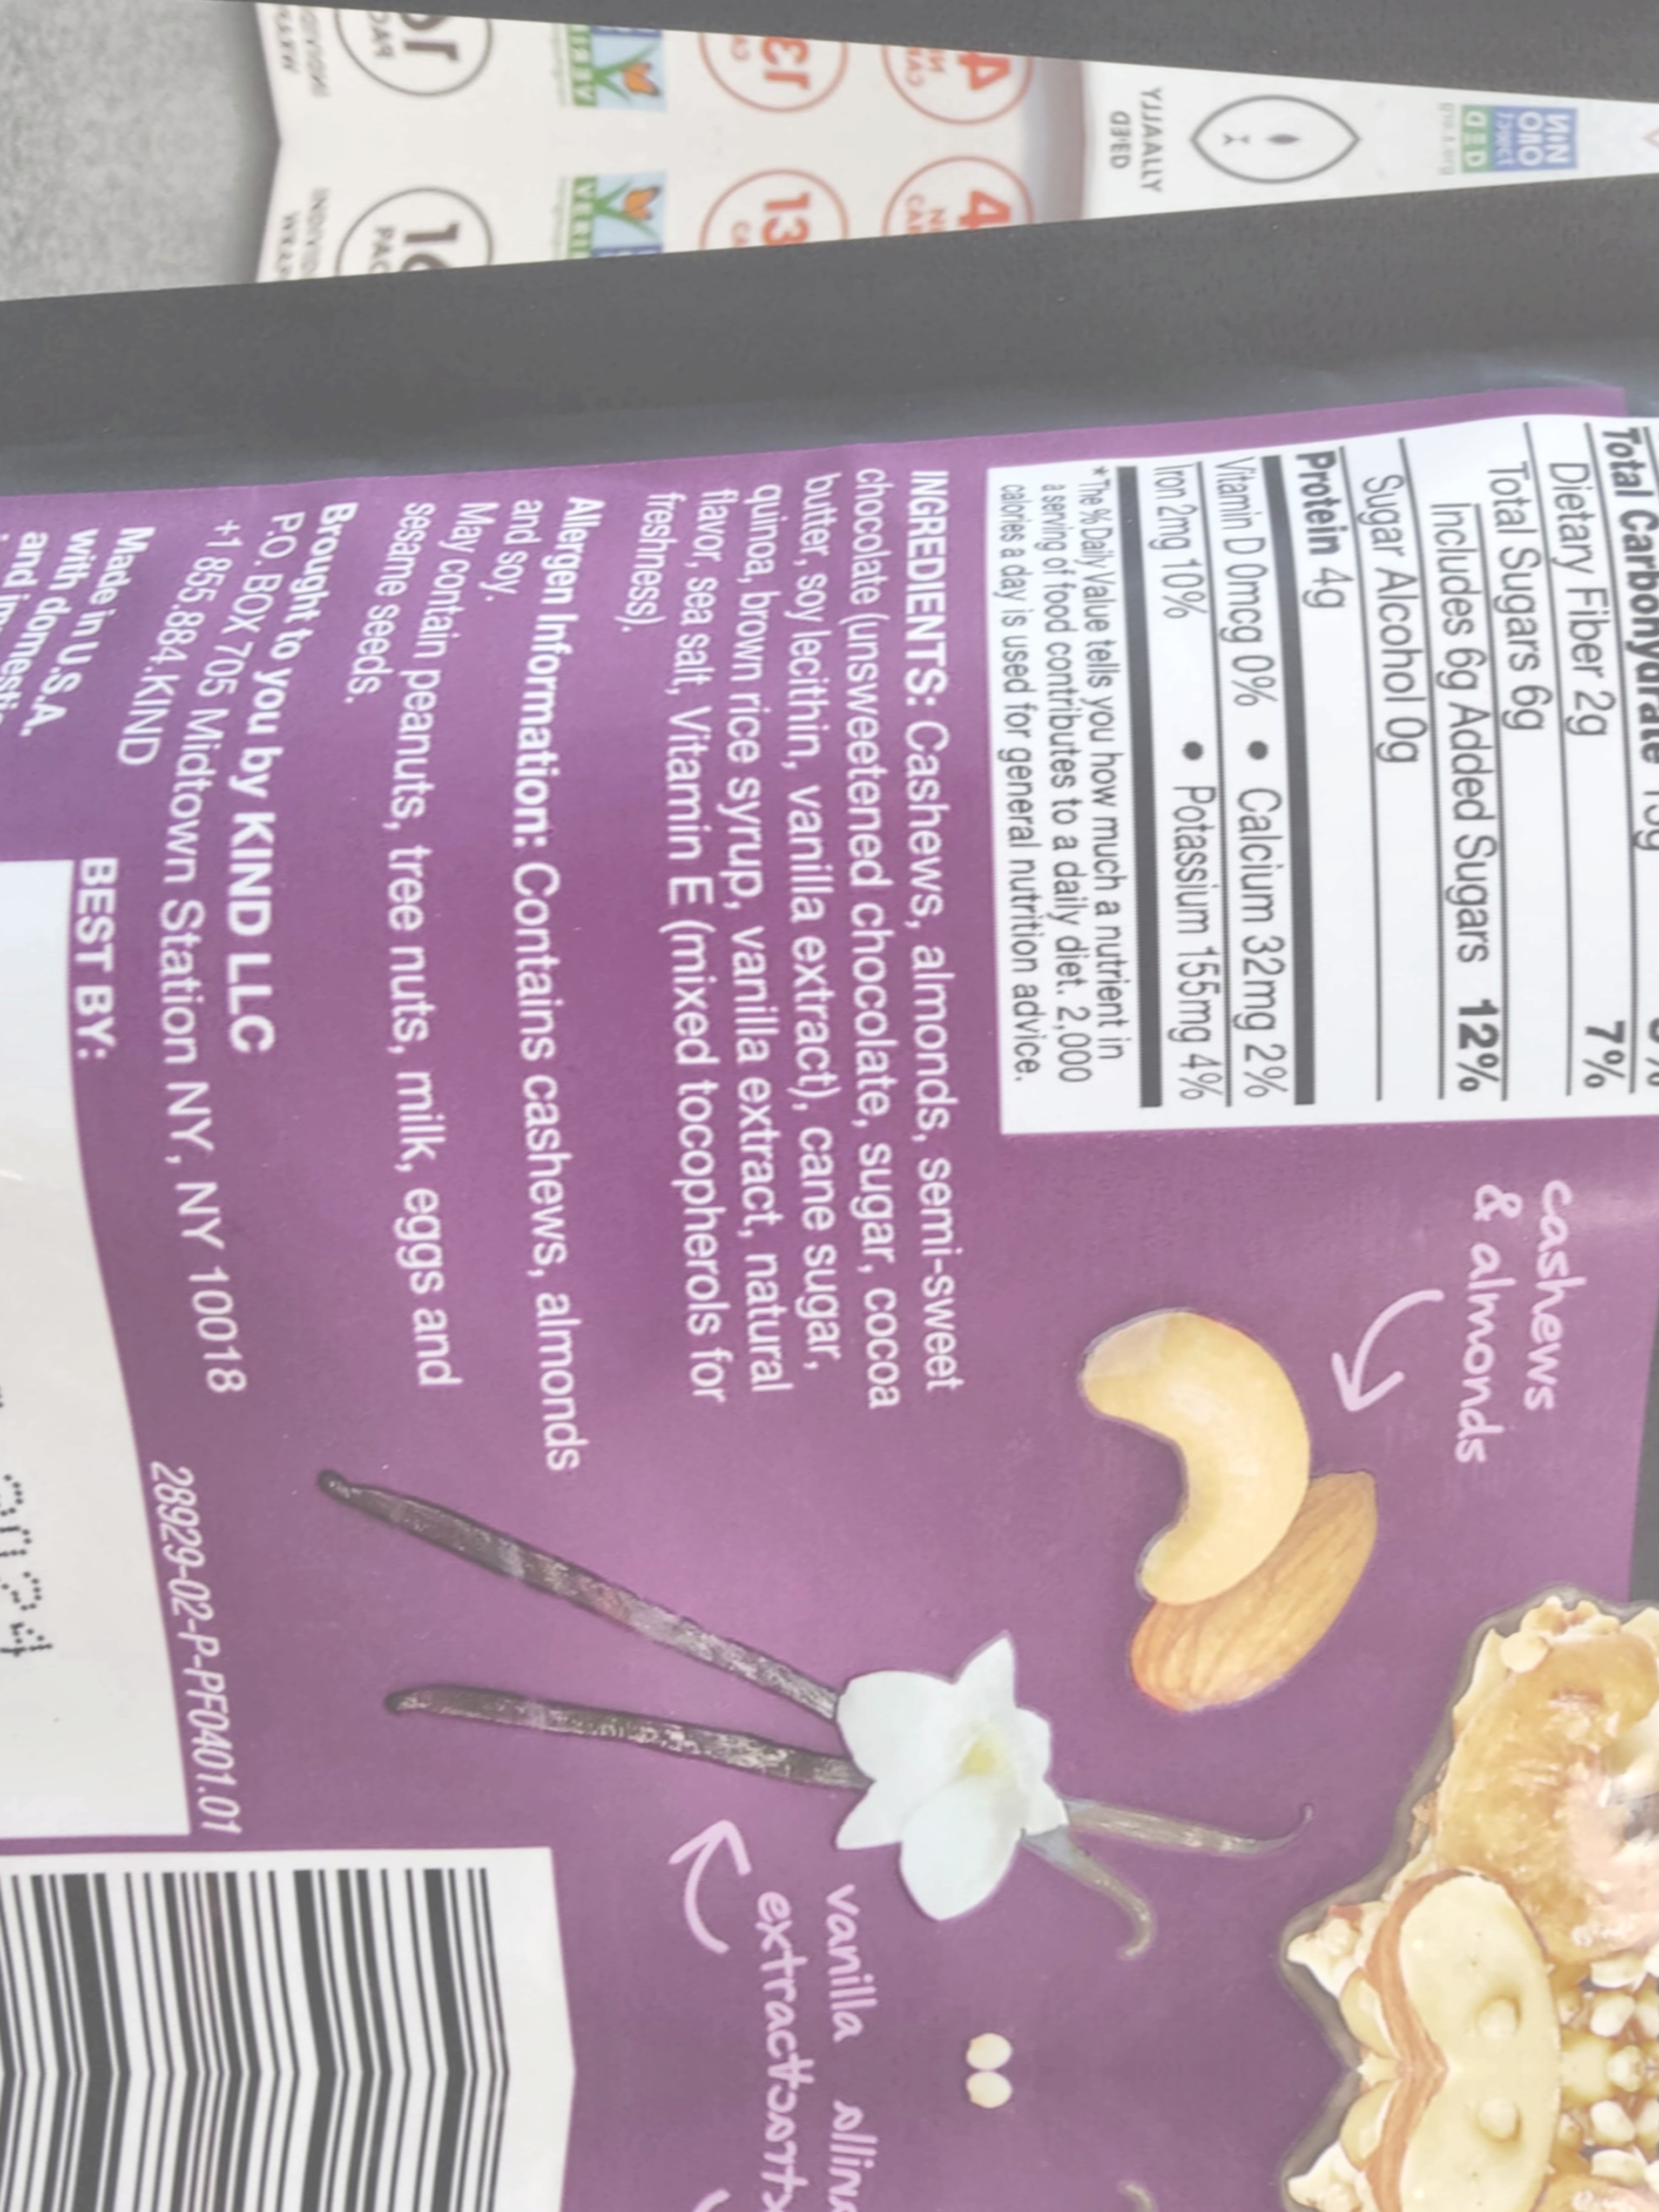 Total Carbohydrate
Dietary Fiber 2g 7%
Total Sugars 6g
Includes 6g Added Sugars 12%
Sugar Alcohol 0g
Protein 4g
Vitamin D 0mcg 0% • Calcium 32mg 2%
Iron 2mg 10% • Potassium 155mg 4%
*The % Daily Value tells you how much a nutrient in
a serving of food contributes to a daily diet. 2,000
calories a day is used for general nutrition advice.
INGREDIENTS: Cashews, almonds, semi-sweet
chocolate (unsweetened chocolate, sugar, cocoa
butter, soy lecithin, vanilla extract), cane sugar,
quinoa, brown rice syrup, vanilla extract, natural
flavor, sea salt, Vitamin E (mixed tocopherols for
freshness).
Allergen Information: Contains cashews, almonds
and soy.
May contain peanuts, tree nuts, milk, eggs and
sesame seeds.
Brought to you by KIND LLC
P.O. BOX 705 Midtown Station NY, NY 10018
+1 855.884.KIND
Made in U.S.A.
with domestic
and
BEST BY:
28929-02-P-PF0401.01
cashews
& almonds
vanilla
extract